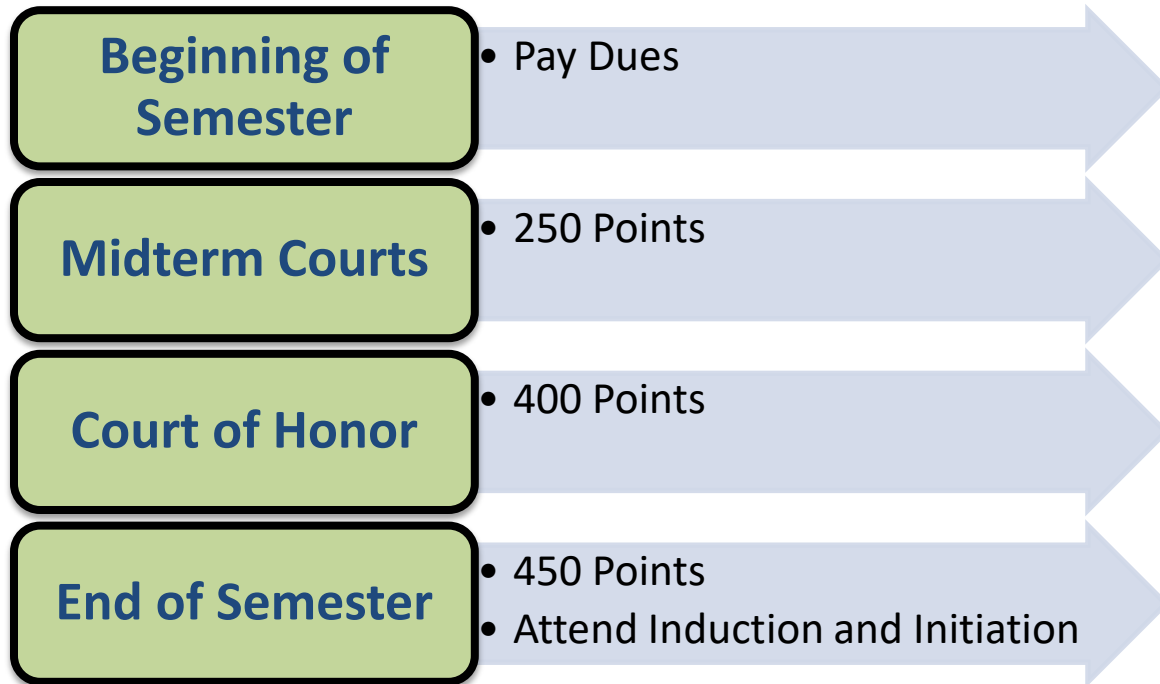 Beginning of
Semester
• Pay Dues
Midterm Courts
• 250 Points
Court of Honor
• 400 Points
End of Semester
• 450 Points
• Attend Induction and Initiation